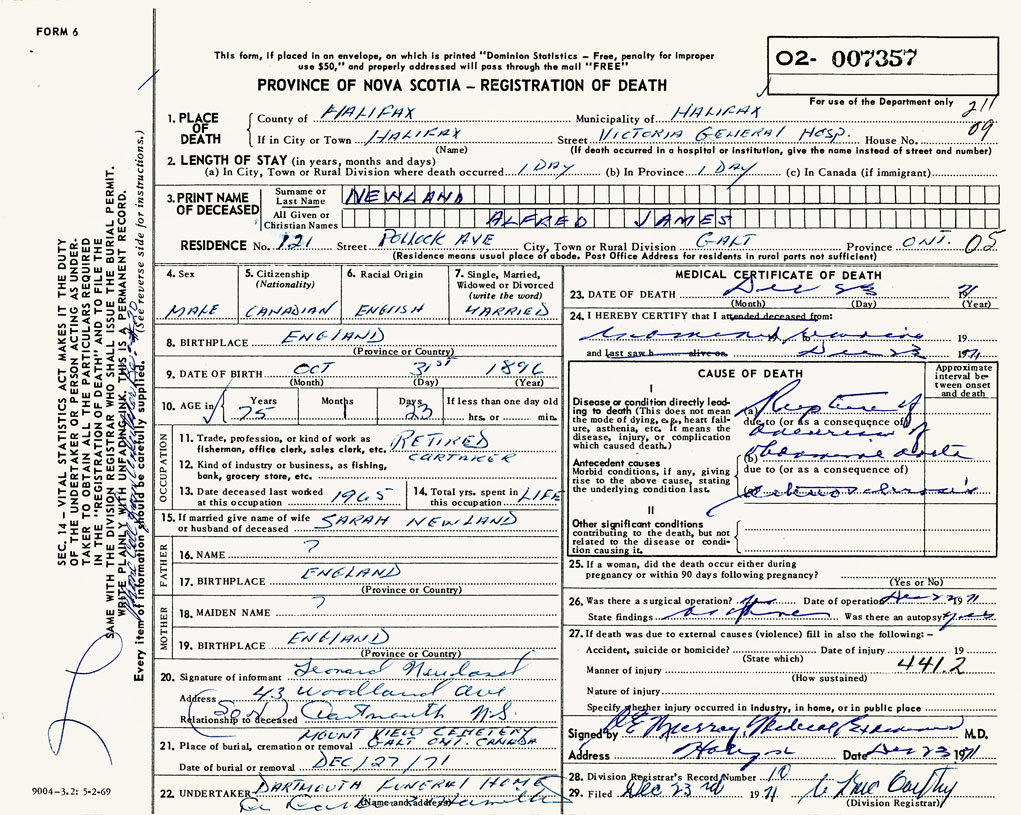 FORM 6
This form, if placed in an envelope, on which is printed "Dominion Statistics – Free, penalty for improper
use $50," and properly addressed will pass through the mail "FREE"
PROVINCE OF NOVA SCOTIA – REGISTRATION OF DEATH
02- 007357
For use of the Department only 211
09
1. PLACE OF DEATH
County of HALIFAX Municipality of HALIFAX
If in City or Town HALIFAX Street VICTORIA GENERAL HOSP. House No.
(Name) (If death occurred in a hospital or institution, give the name instead of street and number)
2. LENGTH OF STAY (in years, months and days)
(a) In City, Town or Rural Division where death occurred 1 DAY (b) In Province 1 DAY (c) In Canada (if immigrant)
3. PRINT NAME OF DECEASED
Surname or Last Name NEWLAND
All Given or Christian Names ALFRED JAMES
RESIDENCE No. 121 Street POLLOCK AVE City, Town or Rural Division GALT Province ONT. 05
(Residence means usual place of abode. Post Office Address for residents in rural parts not sufficient)
4. Sex MALE
5. Citizenship (Nationality) CANADIAN
6. Racial Origin ENGLISH
7. Single, Married, Widowed or Divorced (write the word) MARRIED
8. BIRTHPLACE ENGLAND
(Province or Country)
9. DATE OF BIRTH OCT 31st 1896
(Month) (Day) (Year)
10. AGE in Years 75 Months 1 Days 23 If less than one day old
hrs. or min.
OCCUPATION
11. Trade, profession, or kind of work as
fisherman, office clerk, sales clerk, etc. RETIRED
CARTAKER
12. Kind of industry or business, as fishing,
bank, grocery store, etc.
13. Date deceased last worked
at this occupation 1965
14. Total yrs. spent in
this occupation LIFE
15. If married give name of wife
or husband of deceased SARAH NEWLAND
FATHER
16. NAME ?
17. BIRTHPLACE ENGLAND
(Province or Country)
MOTHER
18. MAIDEN NAME ?
19. BIRTHPLACE ENGLAND
(Province or Country)
20. Signature of informant Leonard Newland
Address 43 Woodland Ave
Relationship to deceased (SON) Dartmouth N.S.
21. Place of burial, cremation or removal MOUNT VIEW CEMETERY
GALT ONT. CANADA
Date of burial or removal DEC/27/71
22. UNDERTAKER DARTMOUTH FUNERAL HOME
(Name and address)
MEDICAL CERTIFICATE OF DEATH
23. DATE OF DEATH Dec 23 71
(Month) (Day) (Year)
24. I HEREBY CERTIFY that I attended deceased from:
19
and last saw h alive on Dec 23 1971
CAUSE OF DEATH
Approximate interval between onset and death
I
Disease or condition directly leading to death (This does not mean the mode of dying, e.g., heart failure, asthenia, etc. It means the disease, injury, or complication which caused death.)
(a) Rupture of
due to (or as a consequence of)
aneurism of
Antecedent causes
Morbid conditions, if any, giving rise to the above cause, stating the underlying condition last.
(b) abdominal aorta
due to (or as a consequence of)
(c)
II
Other significant conditions
contributing to the death, but not related to the disease or condition causing it.
25. If a woman, did the death occur either during
pregnancy or within 90 days following pregnancy?
(Yes or No)
26. Was there a surgical operation? Yes Date of operation Dec 23 1971
State findings as above Was there an autopsy? yes
27. If death was due to external causes (violence) fill in also the following: –
Accident, suicide or homicide? Date of injury 19
(State which)
Manner of injury 441.2
(How sustained)
Nature of injury
Specify whether injury occurred in industry, in home, or in public place
Signed by Murray Medical Examiner M.D.
Address Date Dec 23 1971
28. Division Registrar's Record Number 10
29. Filed Dec 23rd 1971
(Division Registrar)
SEC. 14 – VITAL STATISTICS ACT MAKES IT THE DUTY
OF THE UNDERTAKER OR PERSON ACTING AS UNDERTAKER
TO OBTAIN ALL THE PARTICULARS REQUIRED
IN THE "REGISTRATION OF DEATH" AND TO FILE THE
SAME WITH THE DIVISION REGISTRAR WHO SHALL ISSUE THE BURIAL PERMIT.
WRITE PLAINLY WITH UNFADING INK. THIS IS A PERMANENT RECORD.
Every item of information should be carefully supplied. (See reverse side for instructions.)
9004-3.2: 5-2-69